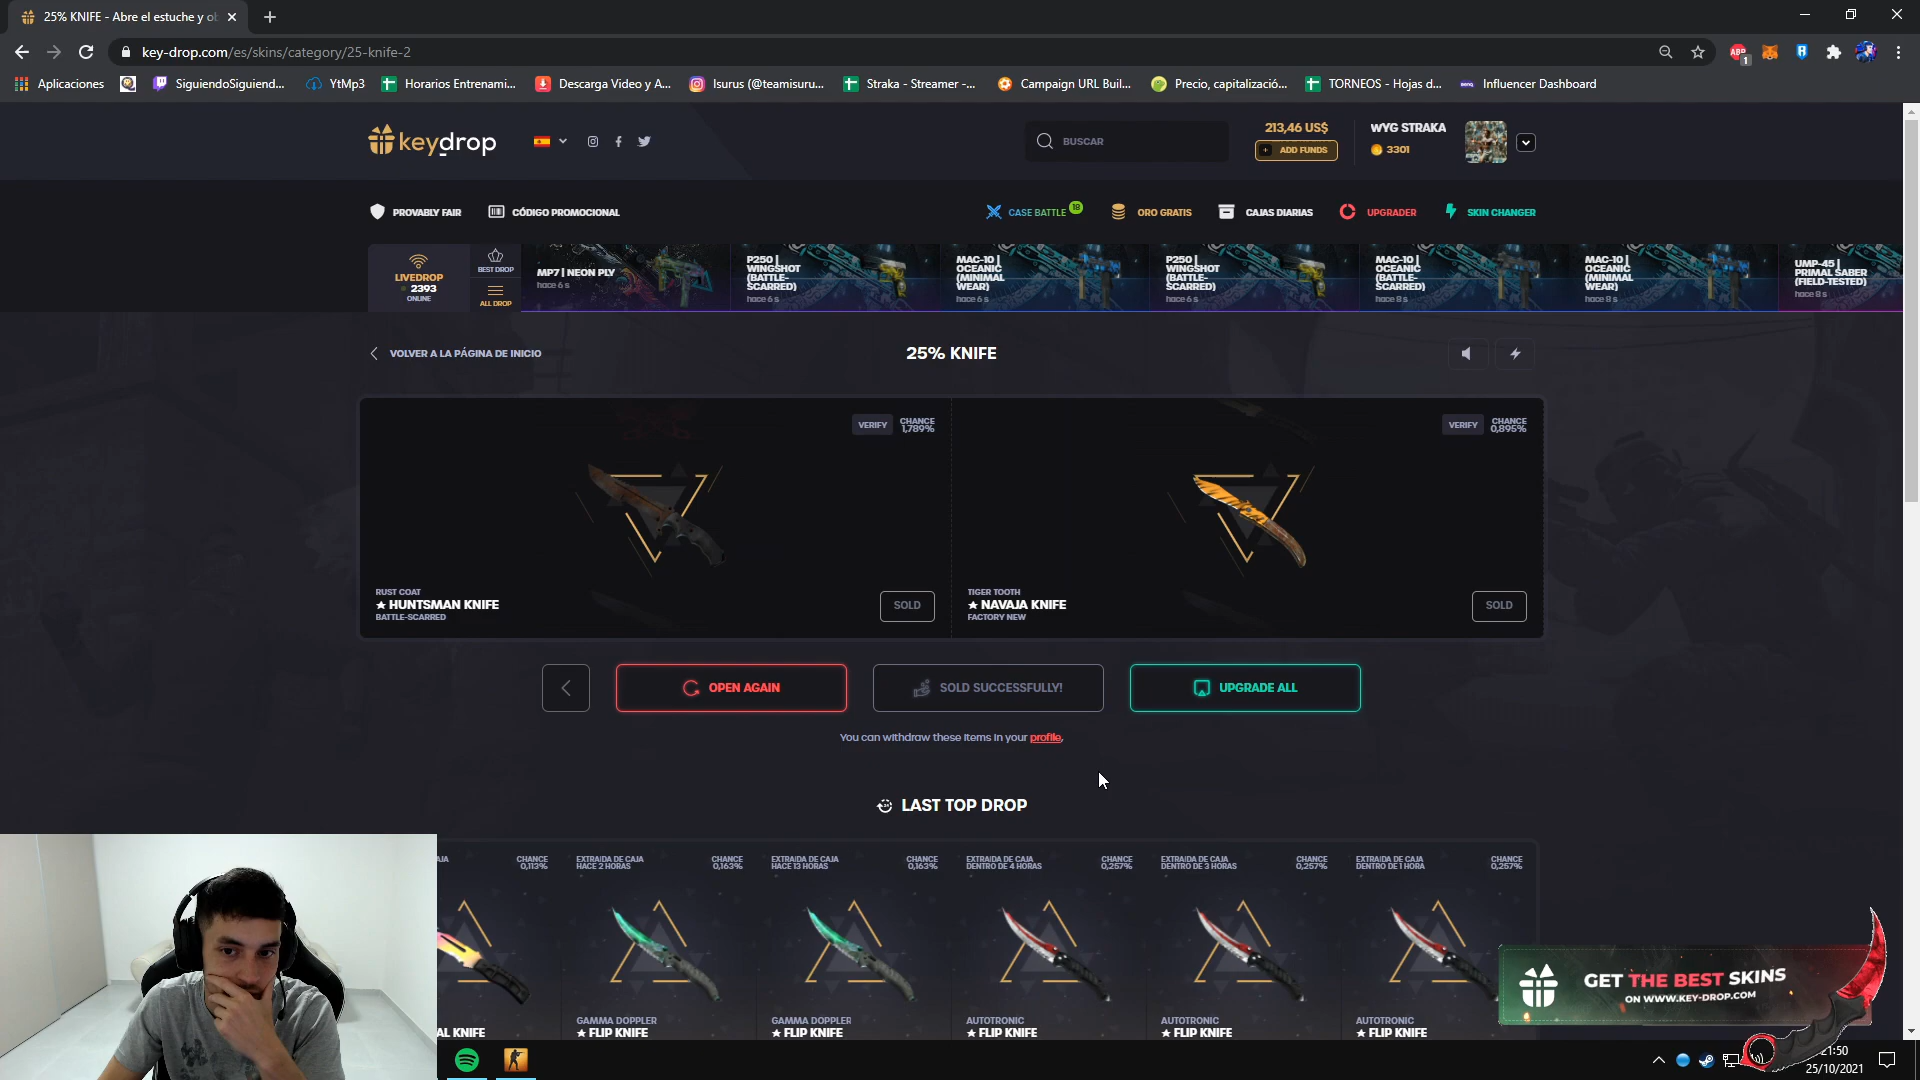 25% KNIFE - Abre el estuche y ob
key-drop.com/es/skins/category/25-knife-2
Aplicaciones
SiguiendoSiguiend...
YtMp3
Horarios Entrenami...
Descarga Video y A...
Isurus (@teamisuru...
Straka - Streamer -...
Campaign URL Buil...
Precio, capitalizació...
TORNEOS - Hojas d...
Influencer Dashboard
keydrop
BUSCAR
213,46 US$
+ ADD FUNDS
WYG STRAKA
3301
PROVABLY FAIR
CÓDIGO PROMOCIONAL
CASE BATTLE 18
ORO GRATIS
CAJAS DIARIAS
UPGRADER
SKIN CHANGER
LIVEDROP
2393
ONLINE
BEST DROP
ALL DROP
MP7 | NEON PLY
hace 6 s
P250 |
WINGSHOT
(BATTLE-
SCARRED)
hace 6 s
MAC-10 |
OCEANIC
(MINIMAL
WEAR)
hace 6 s
P250 |
WINGSHOT
(BATTLE-
SCARRED)
hace 6 s
MAC-10 |
OCEANIC
(BATTLE-
SCARRED)
hace 8 s
MAC-10 |
OCEANIC
(MINIMAL
WEAR)
hace 8 s
UMP-45 |
PRIMAL SABER
(FIELD-TESTED)
hace 8 s
VOLVER A LA PÁGINA DE INICIO
25% KNIFE
VERIFY
CHANCE
1,789%
RUST COAT
★ HUNTSMAN KNIFE
BATTLE-SCARRED
SOLD
VERIFY
CHANCE
0,895%
TIGER TOOTH
★ NAVAJA KNIFE
FACTORY NEW
SOLD
OPEN AGAIN
SOLD SUCCESSFULLY!
UPGRADE ALL
You can withdraw these items in your profile.
LAST TOP DROP
AJA
CHANCE
0,113%
EXTRAIDA DE CAJA
HACE 2 HORAS
CHANCE
0,163%
EXTRAIDA DE CAJA
HACE 13 HORAS
CHANCE
0,163%
EXTRAIDA DE CAJA
DENTRO DE 4 HORAS
CHANCE
0,257%
EXTRAIDA DE CAJA
DENTRO DE 3 HORAS
CHANCE
0,257%
EXTRAIDA DE CAJA
DENTRO DE 1 HORA
CHANCE
0,257%
AL KNIFE
GAMMA DOPPLER
★ FLIP KNIFE
GAMMA DOPPLER
★ FLIP KNIFE
AUTOTRONIC
★ FLIP KNIFE
AUTOTRONIC
★ FLIP KNIFE
AUTOTRONIC
★ FLIP KNIFE
GET THE BEST SKINS
ON WWW.KEY-DROP.COM
21:50
25/10/2021